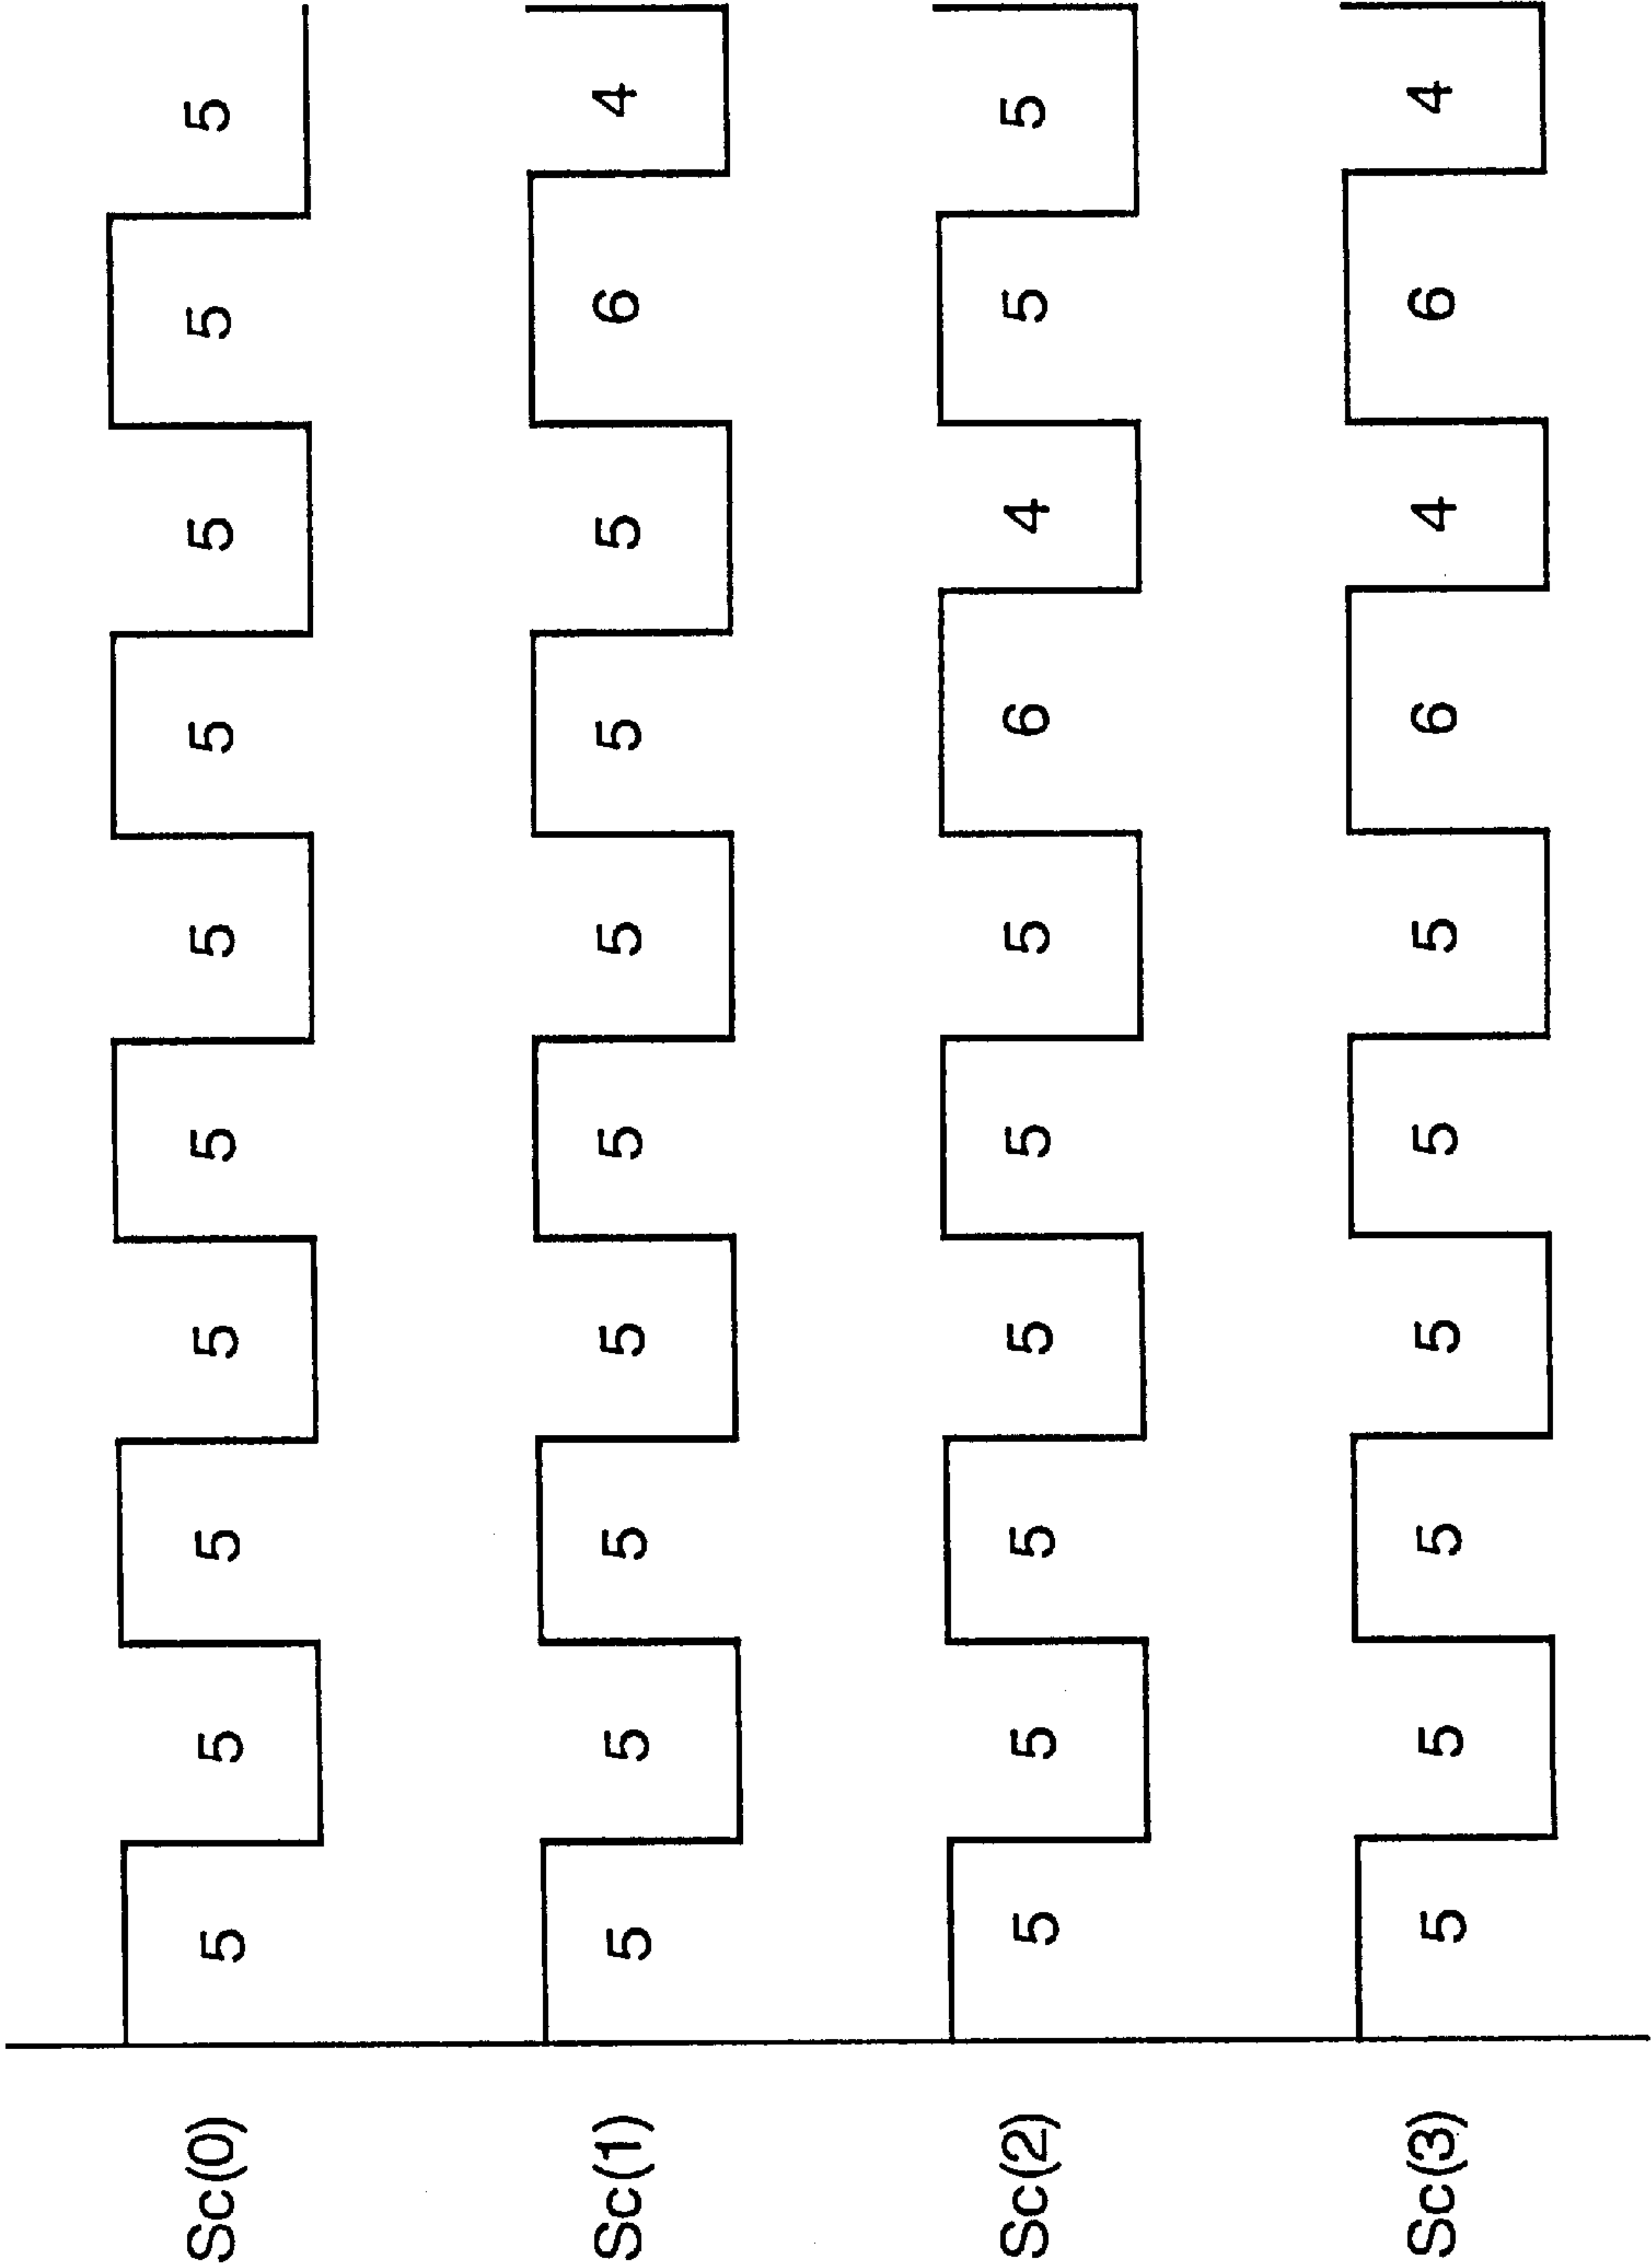 Sc(0) 5 5 5 5 5 5 5 5 5 5
Sc(1) 5 5 5 5 5 5 5 5 6 4
Sc(2) 5 5 5 5 5 5 6 4 5 5
Sc(3) 5 5 5 5 5 5 6 4 6 4